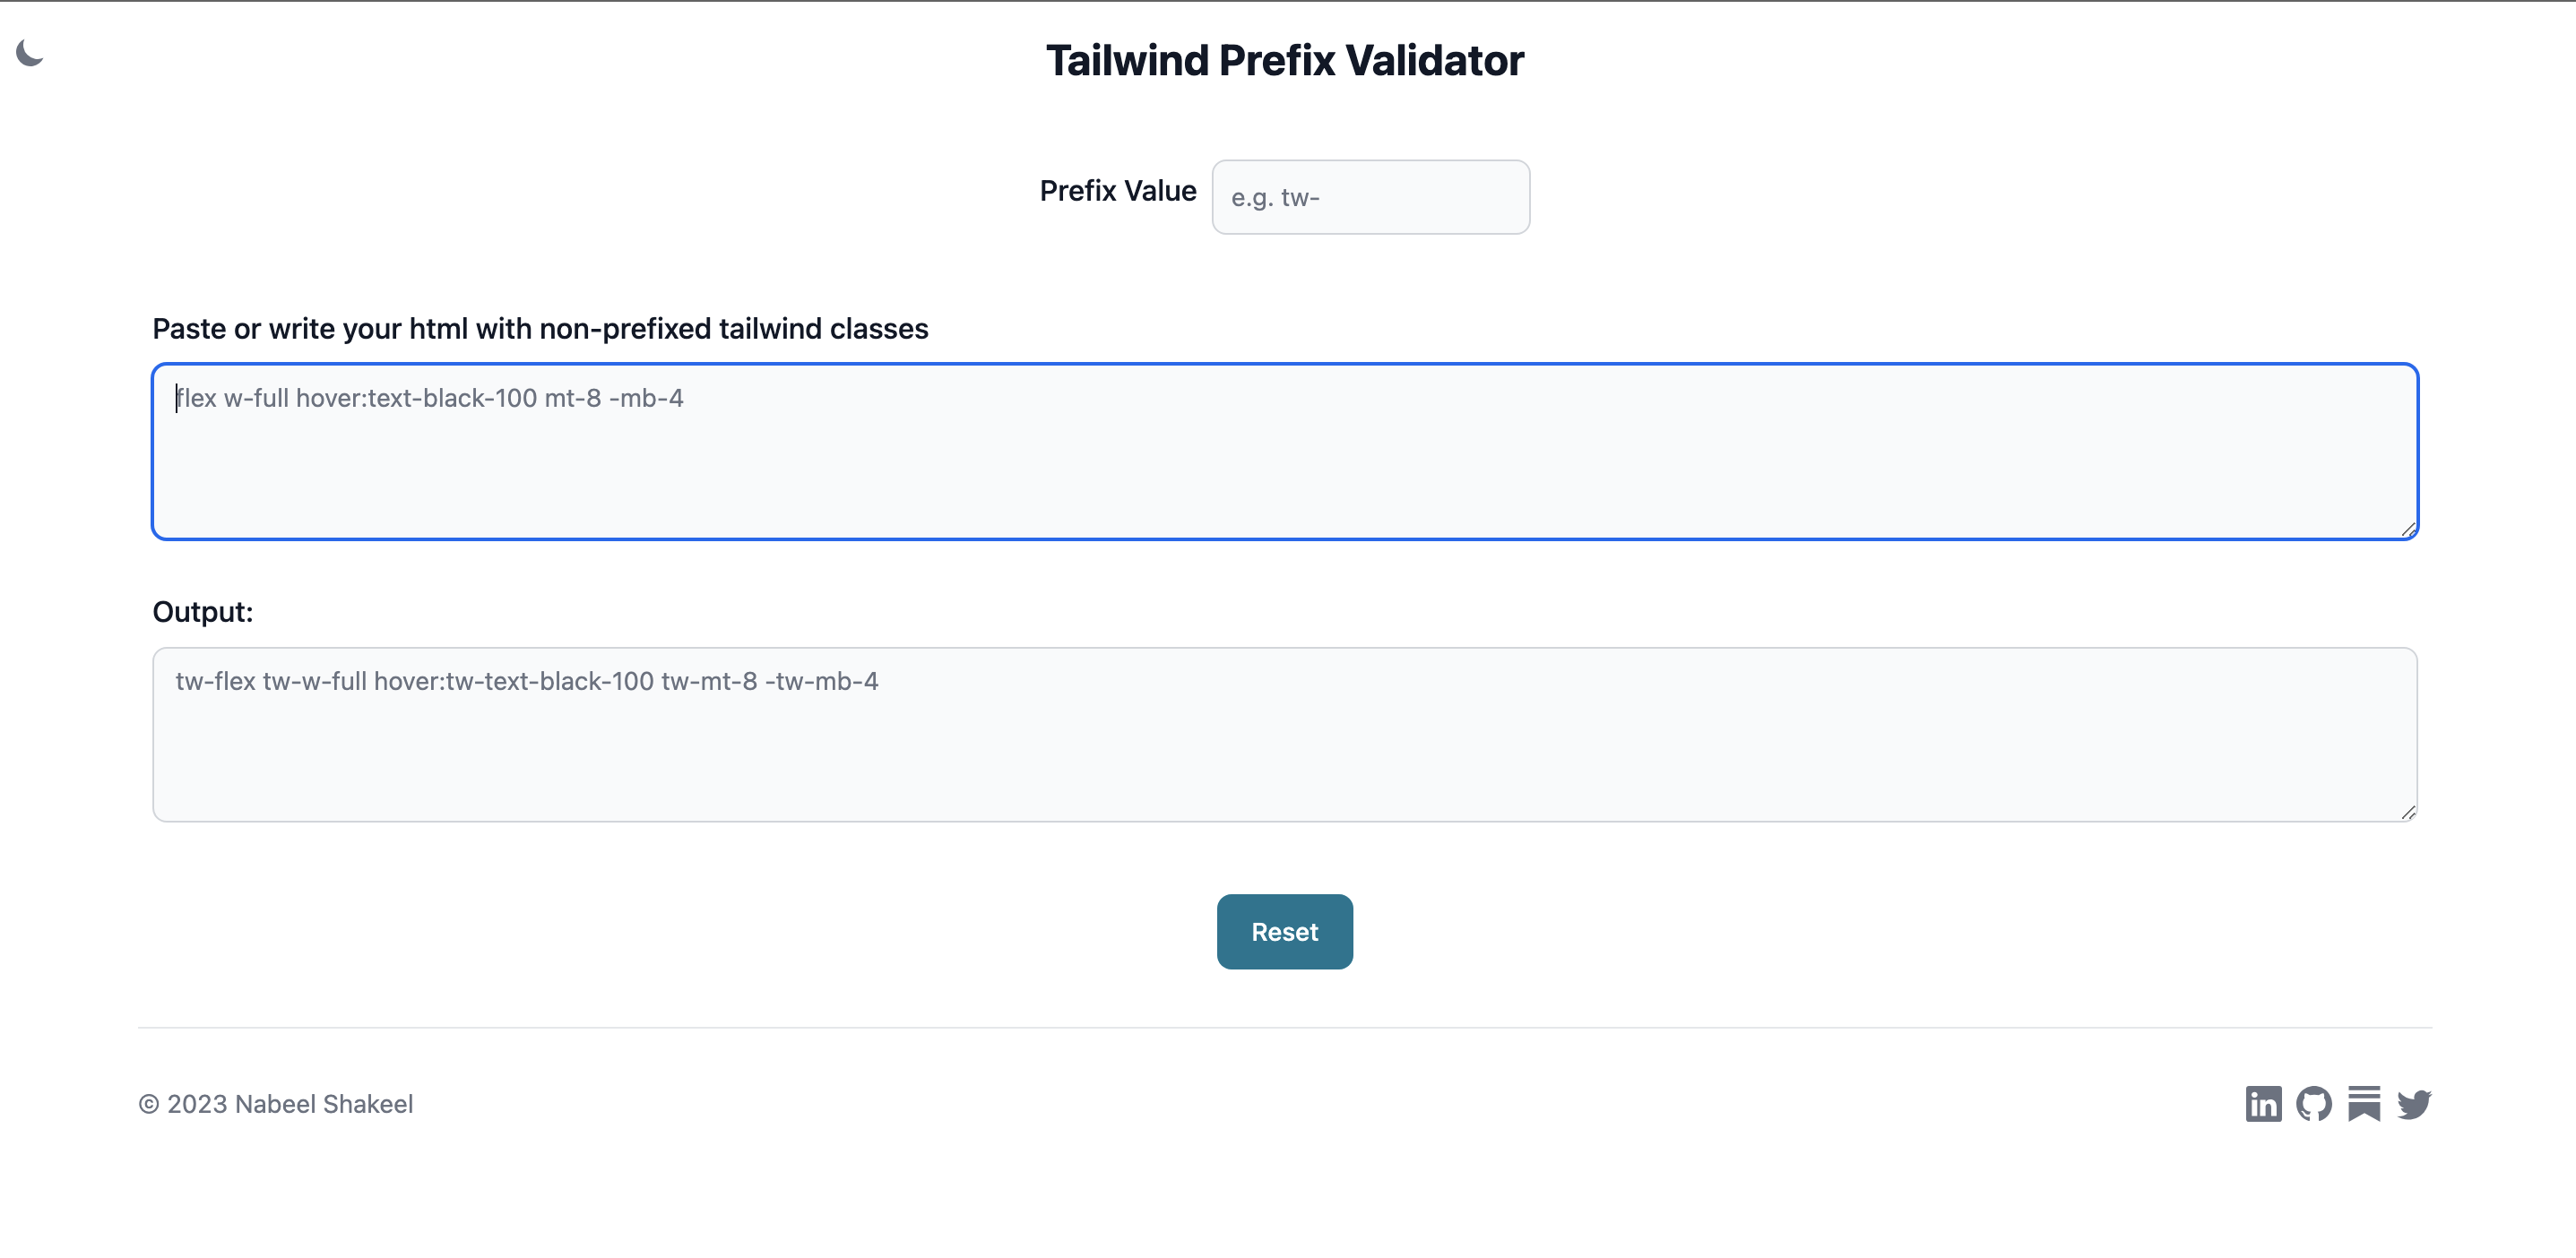 Tailwind Prefix Validator
Prefix Value
e.g. tw-
Paste or write your html with non-prefixed tailwind classes
flex w-full hover:text-black-100 mt-8 -mb-4
Output:
tw-flex tw-w-full hover:tw-text-black-100 tw-mt-8 -tw-mb-4
Reset
© 2023 Nabeel Shakeel
in